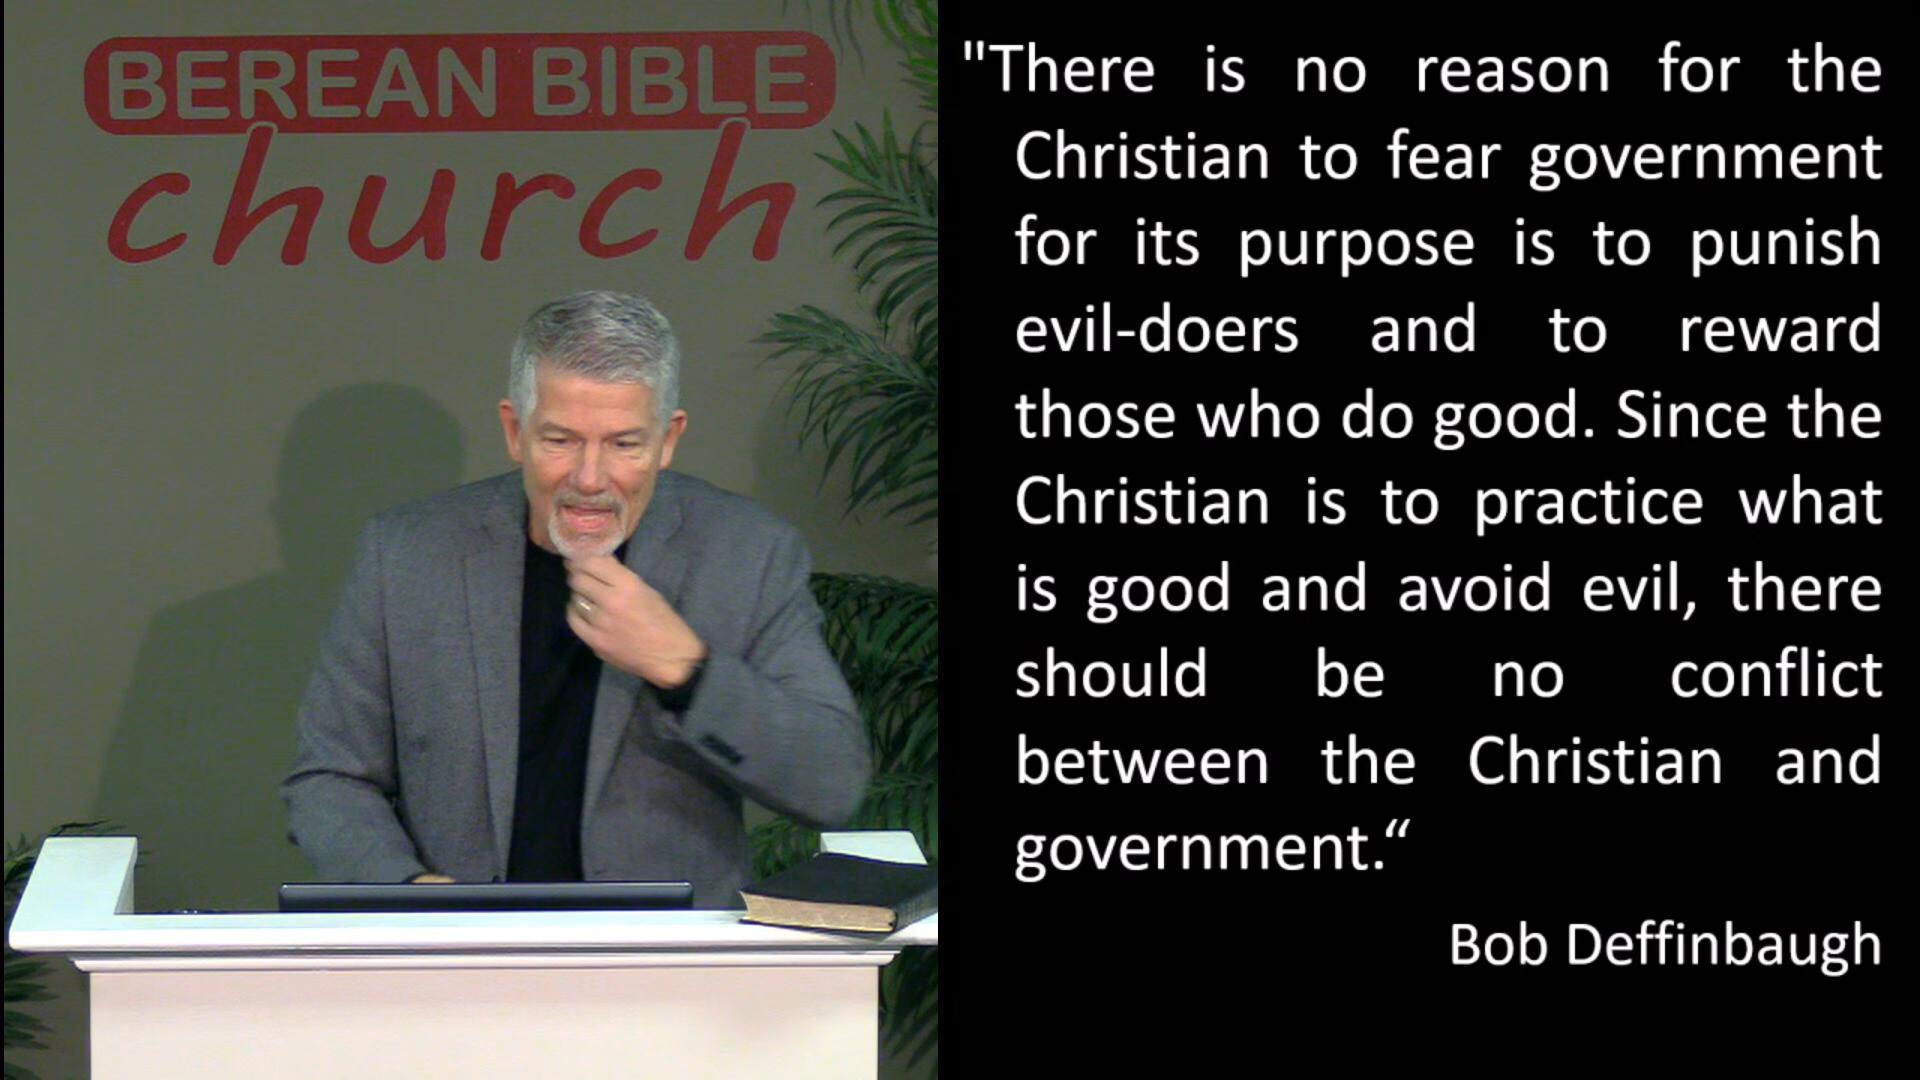 BEREAN BIBLE
church
"There is no reason for the
Christian to fear government
for its purpose is to punish
evil-doers and to reward
those who do good. Since the
Christian is to practice what
is good and avoid evil, there
should be no conflict
between the Christian and
government.“
Bob Deffinbaugh